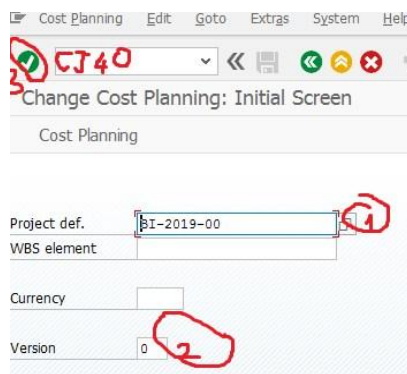 Cost Planning Edit Goto Extras System Help
3 CJ40
Change Cost Planning: Initial Screen
Cost Planning
Project def. BI-2019-00 1
WBS element
Currency
Version 0 2